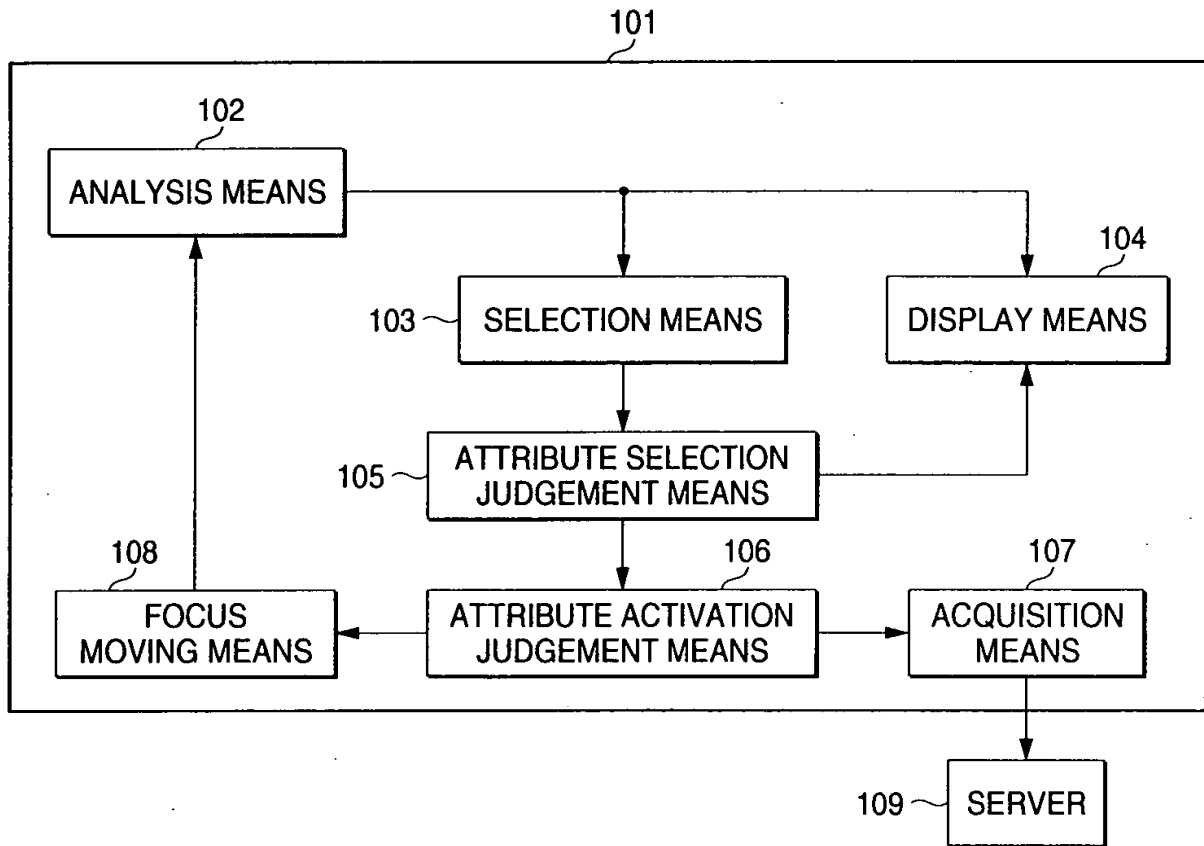 101
102
ANALYSIS MEANS
104
103
SELECTION MEANS
DISPLAY MEANS
105
ATTRIBUTE SELECTION
JUDGEMENT MEANS
108
106
107
FOCUS
MOVING MEANS
ATTRIBUTE ACTIVATION
JUDGEMENT MEANS
ACQUISITION
MEANS
109
SERVER